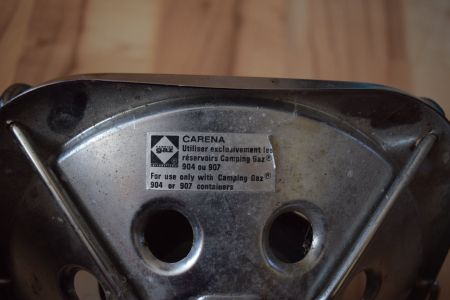 CARENA
Utiliser exclusivement les
réservoirs Camping Gaz®
904 ou 907
For use only with Camping Gaz®
904 or 907 containers
gaz